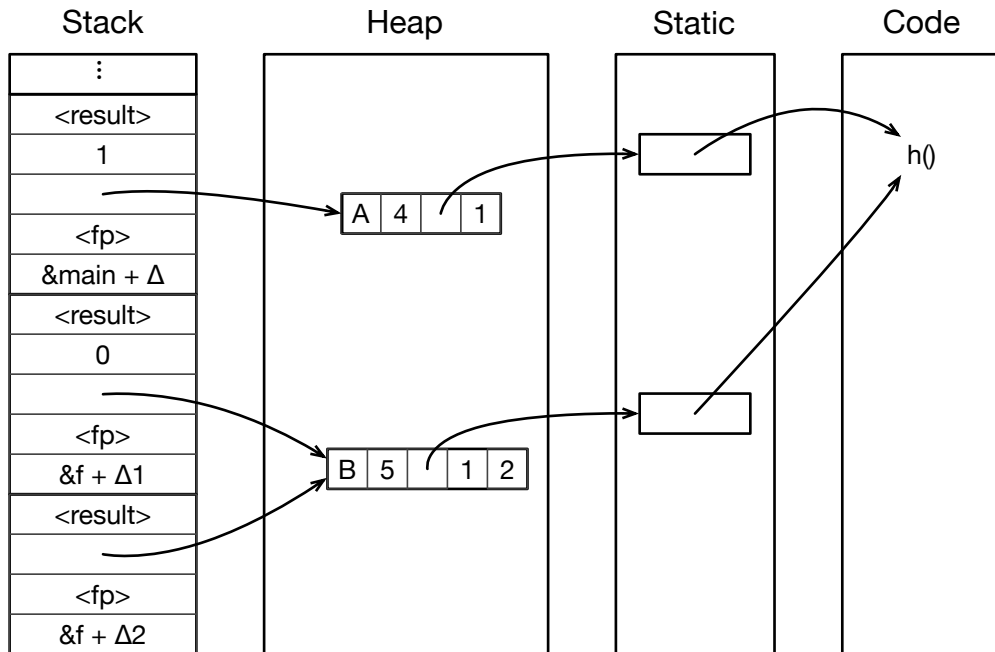 Stack Heap Static Code
⋮
<result>
1
h()
A 4 1
<fp>
&main + Δ
<result>
0
<fp>
&f + Δ1
B 5 1 2
<result>
<fp>
&f + Δ2